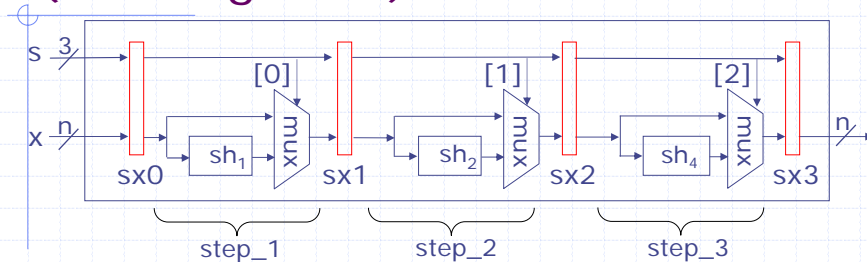 s 3
[0] [1] [2]
x n
mux mux mux
n
sh1 sh2 sh4
sx0 sx1 sx2 sx3
step_1 step_2 step_3